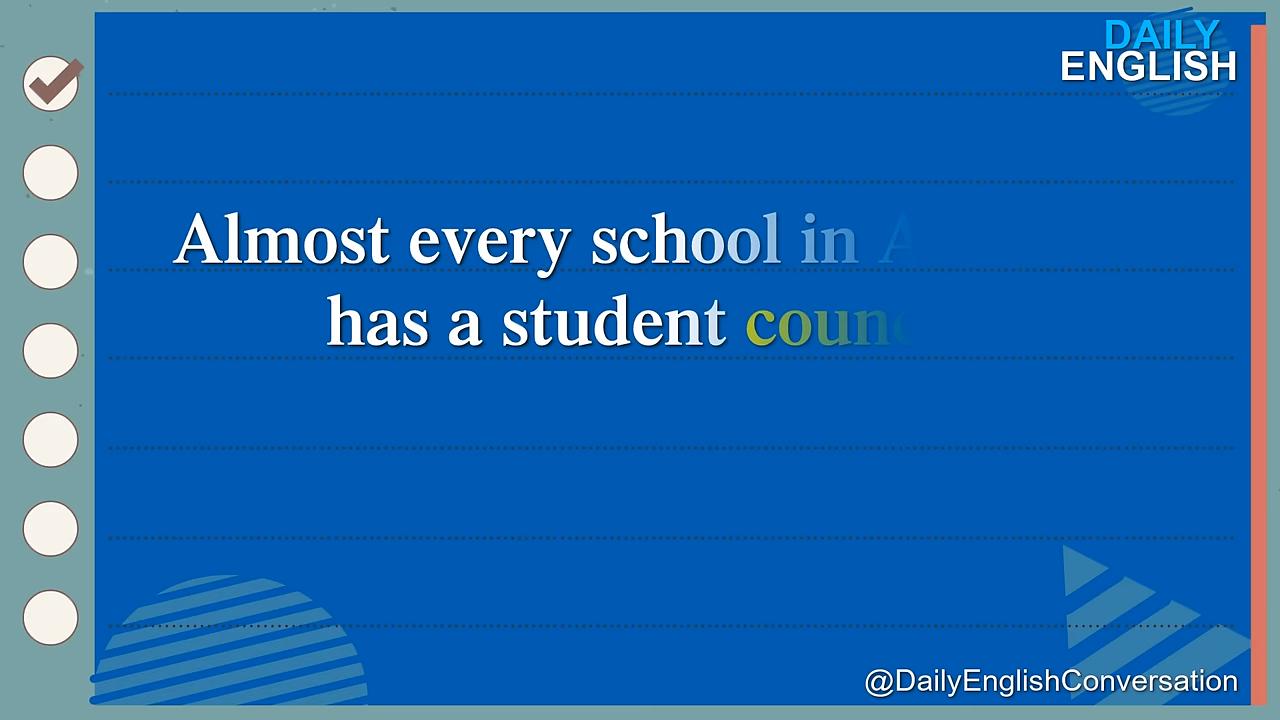 DAILY
ENGLISH
Almost every school in
has a student
@DailyEnglishConversation